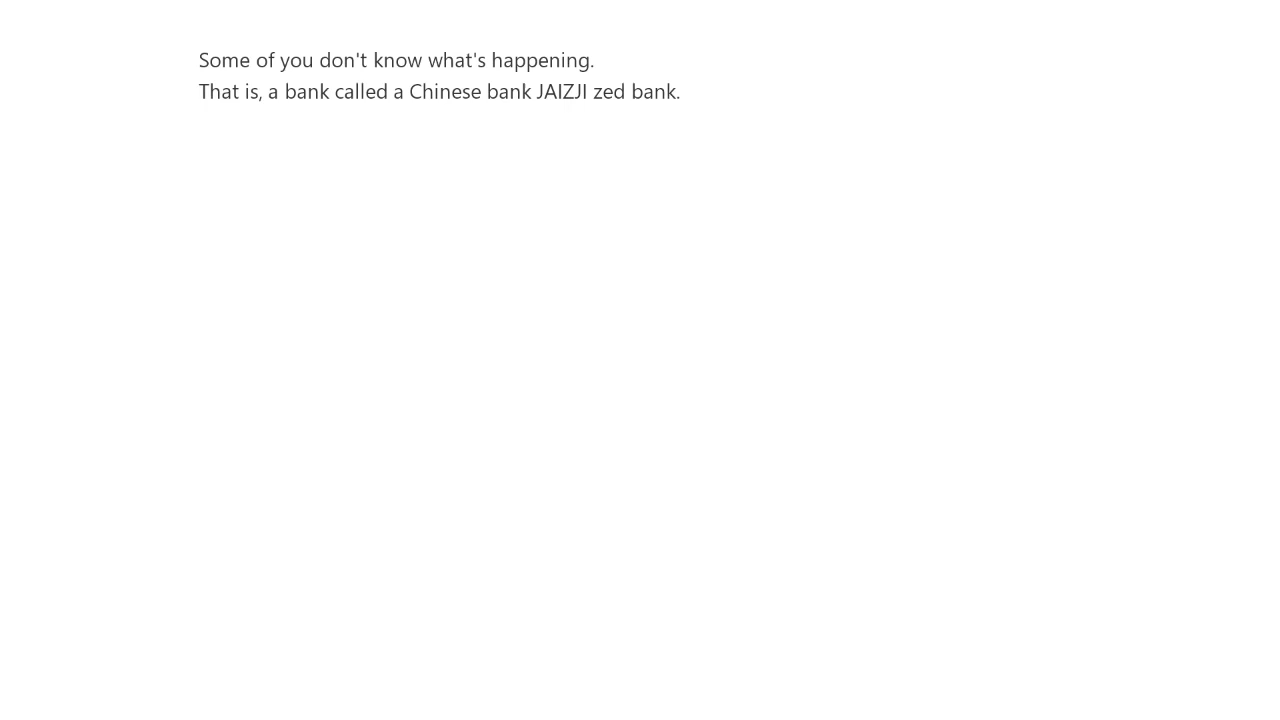 Some of you don't know what's happening.
That is, a bank called a Chinese bank JAIZJI zed bank.